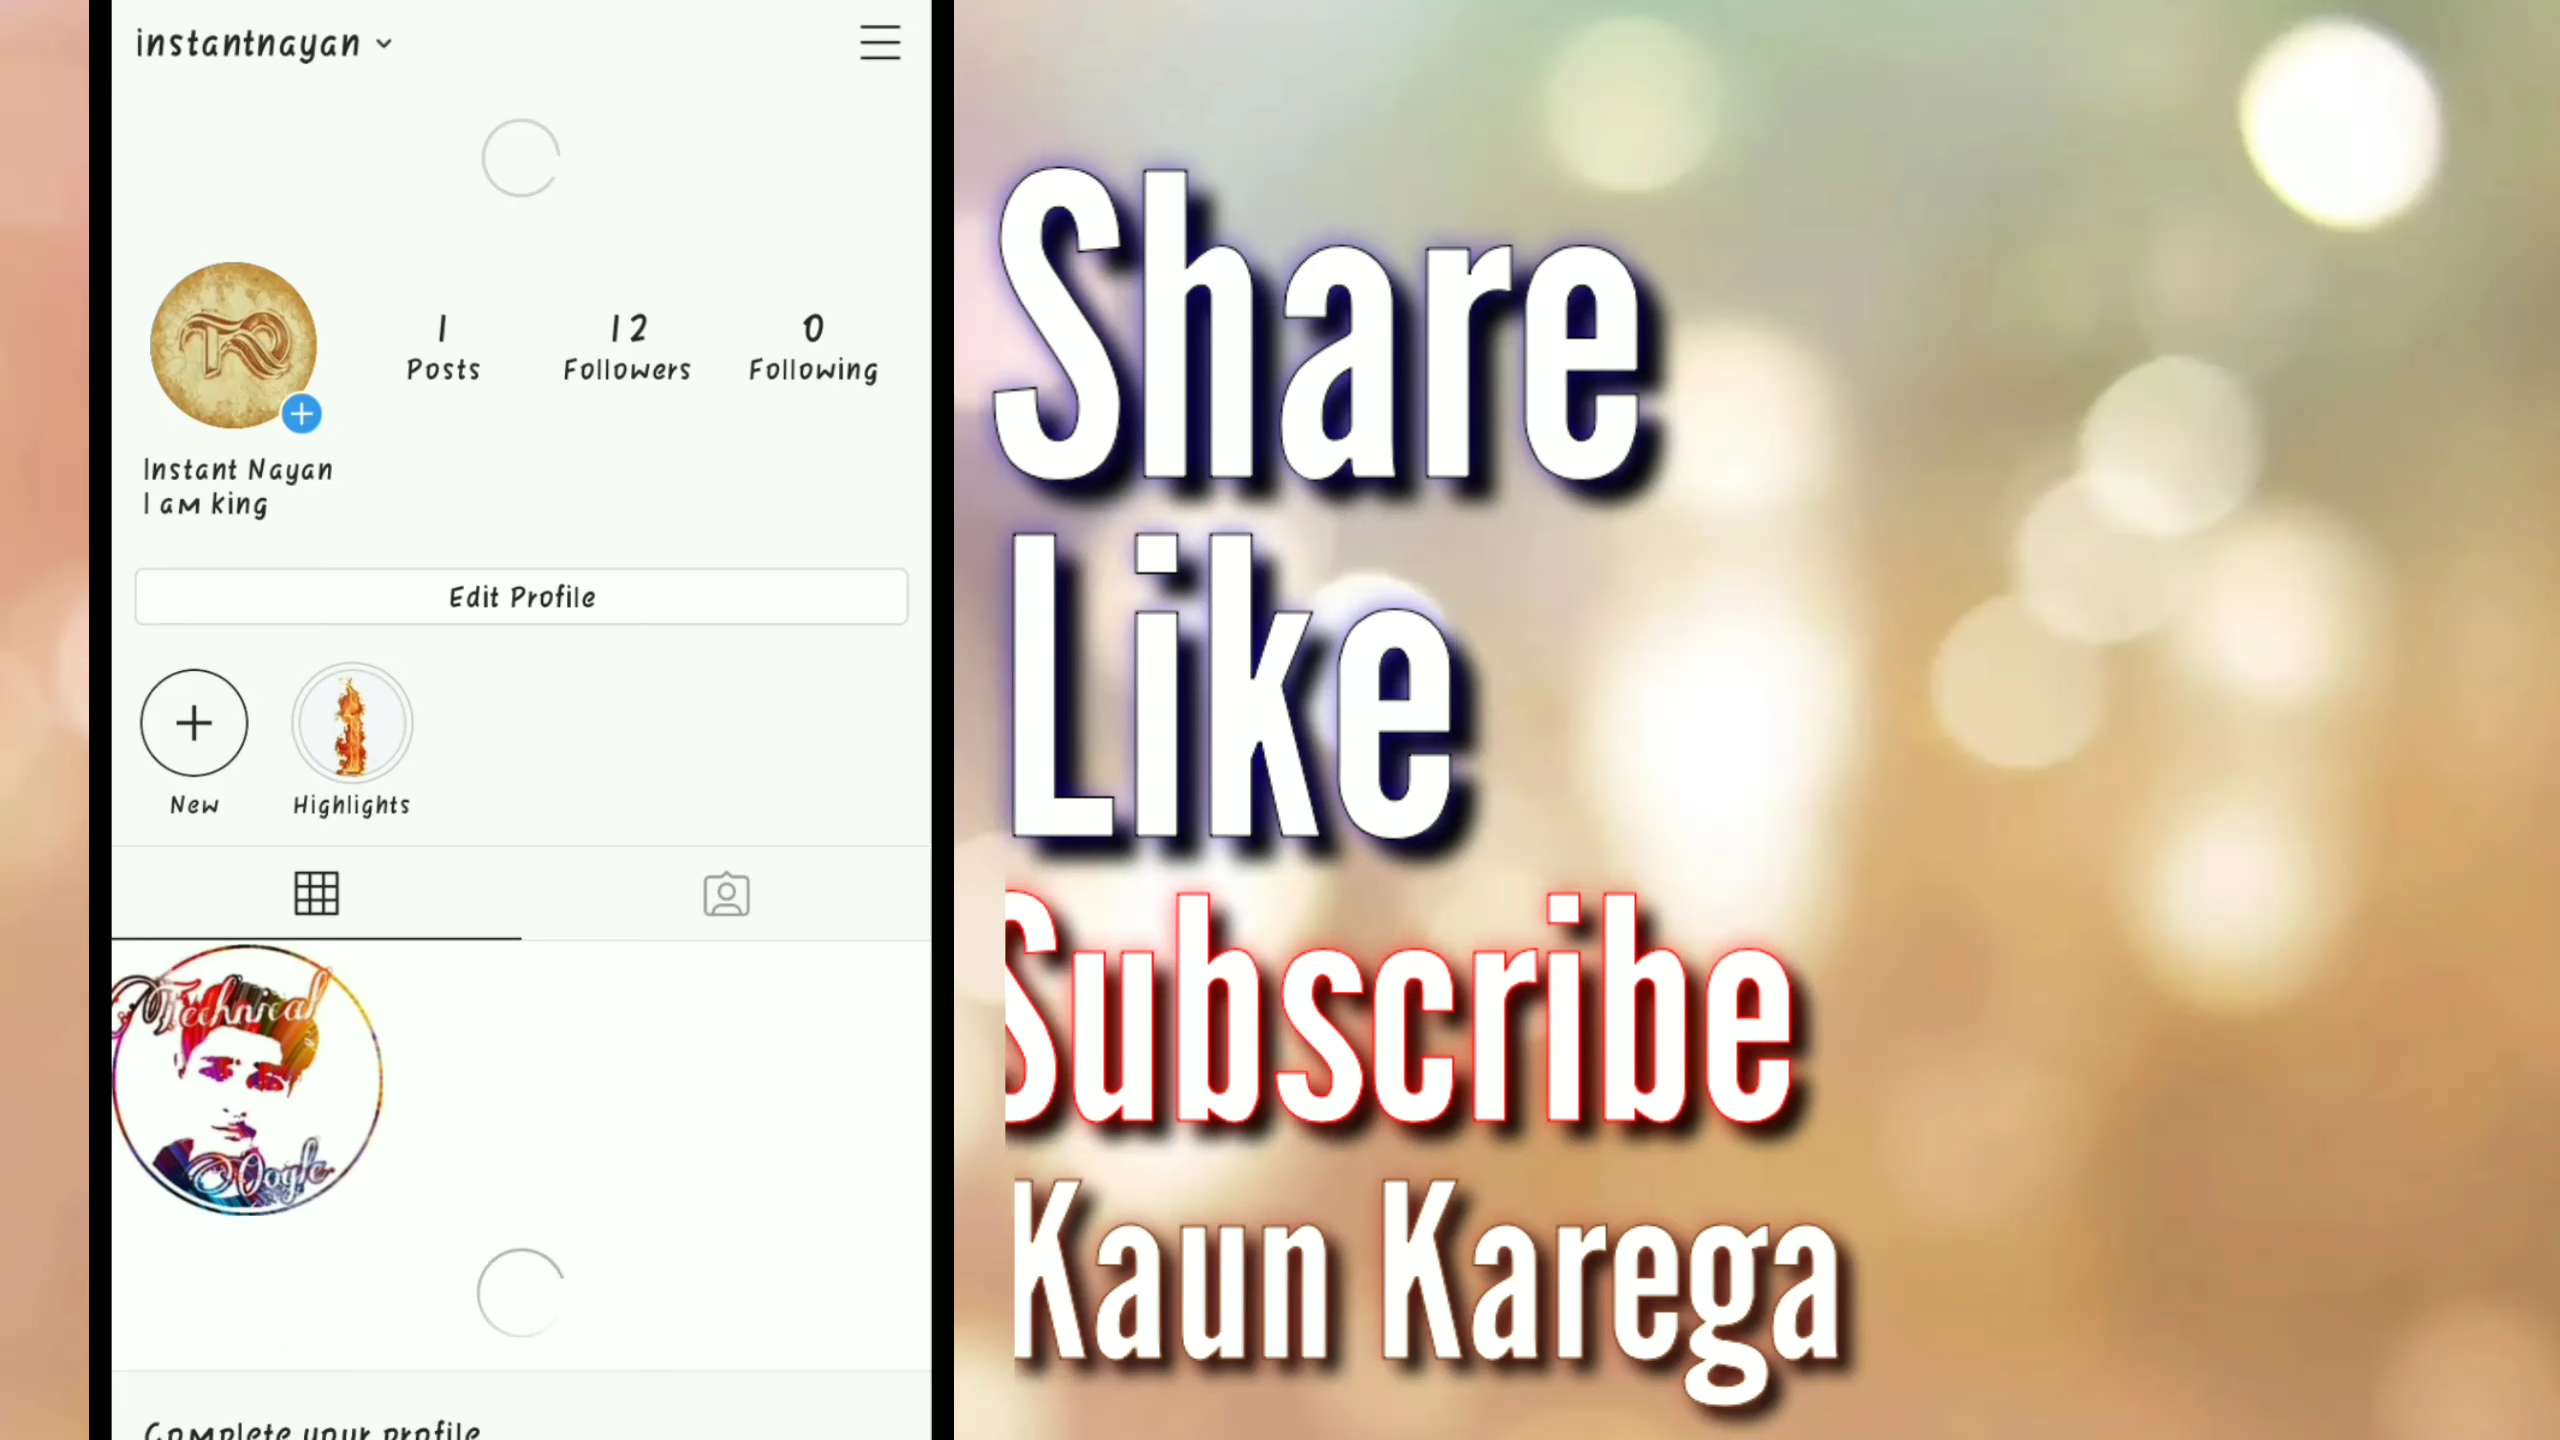 instantnayan
1 12 0
Posts Followers Following
Instant Nayan
I am king
Edit Profile
New Highlights
Technical
Complete your profile
Share
Like
Subscribe
Kaun Karega